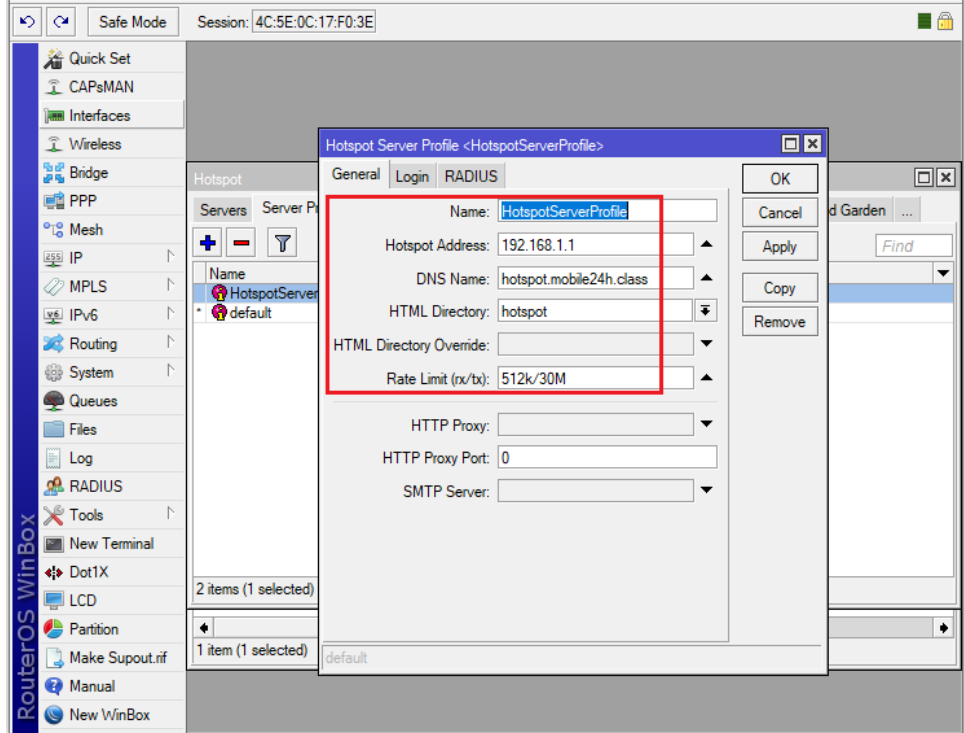 Safe Mode Session: 4C:5E:0C:17:F0:3E
Quick Set
CAPsMAN
Interfaces
Wireless
Bridge
PPP
Mesh
IP
MPLS
IPv6
Routing
System
Queues
Files
Log
RADIUS
Tools
New Terminal
Dot1X
LCD
Partition
Make Supout.rif
Manual
New WinBox
RouterOS WinBox
Hotspot
Servers Server Pr
d Garden ...
Find
Name
HotspotServer
* default
2 items (1 selected)
1 item (1 selected)
Hotspot Server Profile <HotspotServerProfile>
General Login RADIUS
Name: HotspotServerProfile
Hotspot Address: 192.168.1.1
DNS Name: hotspot.mobile24h.class
HTML Directory: hotspot
HTML Directory Override:
Rate Limit (rx/tx): 512k/30M
HTTP Proxy:
HTTP Proxy Port: 0
SMTP Server:
default
OK
Cancel
Apply
Copy
Remove